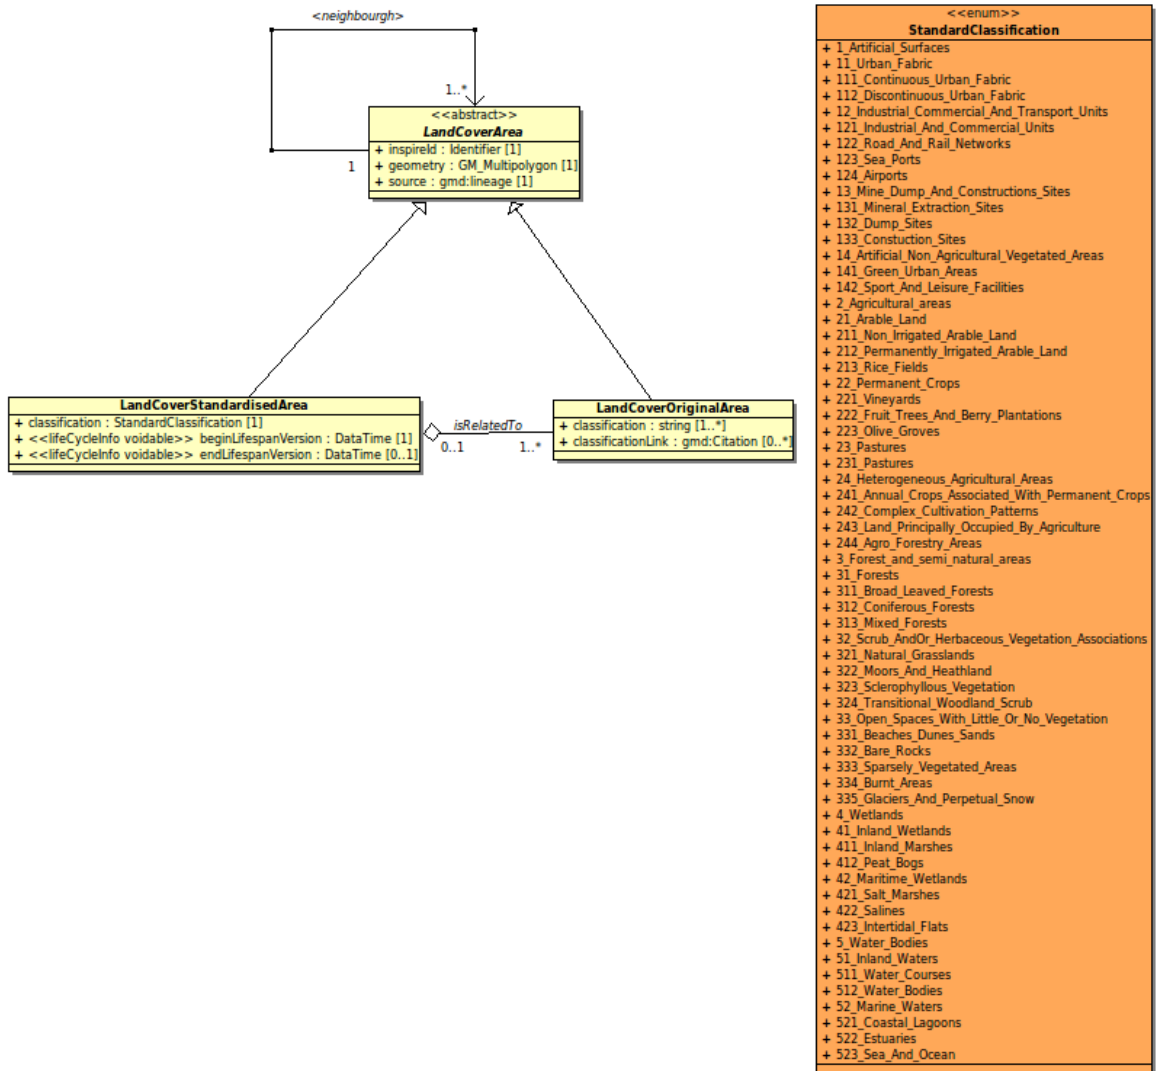 <neighbourgh>
1..*
<<abstract>>
LandCoverArea
+ inspireId : Identifier [1]
+ geometry : GM_Multipolygon [1]
+ source : gmd:lineage [1]
1
LandCoverStandardisedArea
+ classification : StandardClassification [1]
+ <<lifeCycleInfo voidable>> beginLifespanVersion : DataTime [1]
+ <<lifeCycleInfo voidable>> endLifespanVersion : DataTime [0..1]
isRelatedTo
0..1
1..*
LandCoverOriginalArea
+ classification : string [1..*]
+ classificationLink : gmd:Citation [0..*]
<<enum>>
StandardClassification
+ 1_Artificial_Surfaces
+ 11_Urban_Fabric
+ 111_Continuous_Urban_Fabric
+ 112_Discontinuous_Urban_Fabric
+ 12_Industrial_Commercial_And_Transport_Units
+ 121_Industrial_And_Commercial_Units
+ 122_Road_And_Rail_Networks
+ 123_Sea_Ports
+ 124_Airports
+ 13_Mine_Dump_And_Constructions_Sites
+ 131_Mineral_Extraction_Sites
+ 132_Dump_Sites
+ 133_Constuction_Sites
+ 14_Artificial_Non_Agricultural_Vegetated_Areas
+ 141_Green_Urban_Areas
+ 142_Sport_And_Leisure_Facilities
+ 2_Agricultural_areas
+ 21_Arable_Land
+ 211_Non_Irrigated_Arable_Land
+ 212_Permanently_Irrigated_Arable_Land
+ 213_Rice_Fields
+ 22_Permanent_Crops
+ 221_Vineyards
+ 222_Fruit_Trees_And_Berry_Plantations
+ 223_Olive_Groves
+ 23_Pastures
+ 231_Pastures
+ 24_Heterogeneous_Agricultural_Areas
+ 241_Annual_Crops_Associated_With_Permanent_Crops
+ 242_Complex_Cultivation_Patterns
+ 243_Land_Principally_Occupied_By_Agriculture
+ 244_Agro_Forestry_Areas
+ 3_Forest_and_semi_natural_areas
+ 31_Forests
+ 311_Broad_Leaved_Forests
+ 312_Coniferous_Forests
+ 313_Mixed_Forests
+ 32_Scrub_AndOr_Herbaceous_Vegetation_Associations
+ 321_Natural_Grasslands
+ 322_Moors_And_Heathland
+ 323_Sclerophyllous_Vegetation
+ 324_Transitional_Woodland_Scrub
+ 33_Open_Spaces_With_Little_Or_No_Vegetation
+ 331_Beaches_Dunes_Sands
+ 332_Bare_Rocks
+ 333_Sparsely_Vegetated_Areas
+ 334_Burnt_Areas
+ 335_Glaciers_And_Perpetual_Snow
+ 4_Wetlands
+ 41_Inland_Wetlands
+ 411_Inland_Marshes
+ 412_Peat_Bogs
+ 42_Maritime_Wetlands
+ 421_Salt_Marshes
+ 422_Salines
+ 423_Intertidal_Flats
+ 5_Water_Bodies
+ 51_Inland_Waters
+ 511_Water_Courses
+ 512_Water_Bodies
+ 52_Marine_Waters
+ 521_Coastal_Lagoons
+ 522_Estuaries
+ 523_Sea_And_Ocean